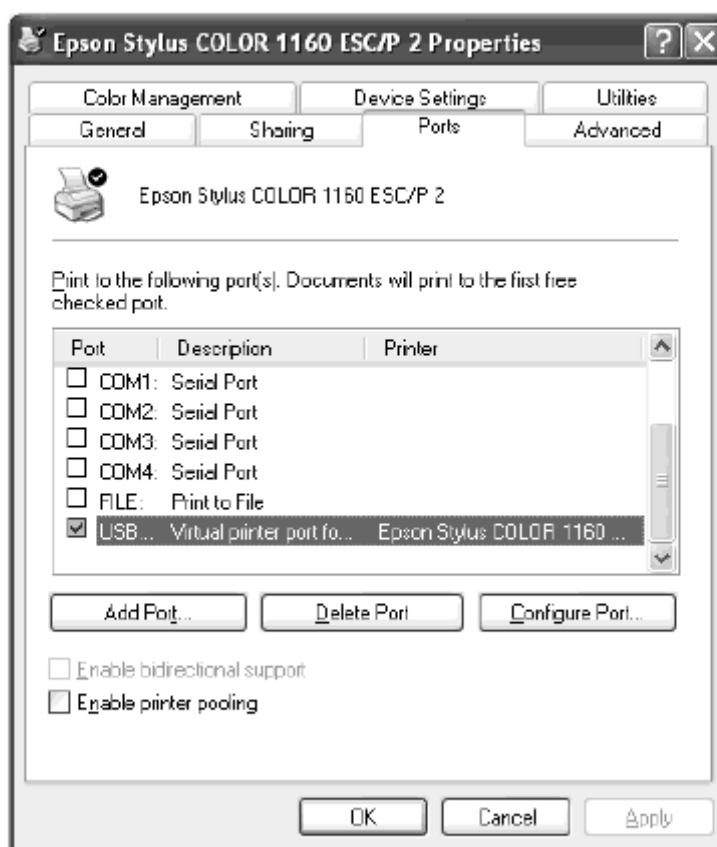 Epson Stylus COLOR 1160 ESC/P 2 Properties
Color Management Device Settings Utilities
General Sharing Ports Advanced
Epson Stylus COLOR 1160 ESC/P 2
Print to the following port(s). Documents will print to the first free
checked port.
Port Description Printer
COM1: Serial Port
COM2: Serial Port
COM3: Serial Port
COM4: Serial Port
FILE: Print to File
USB... Virtual printer port fo... Epson Stylus COLOR 1160 ...
Add Port... Delete Port Configure Port...
Enable bidirectional support
Enable printer pooling
OK Cancel Apply